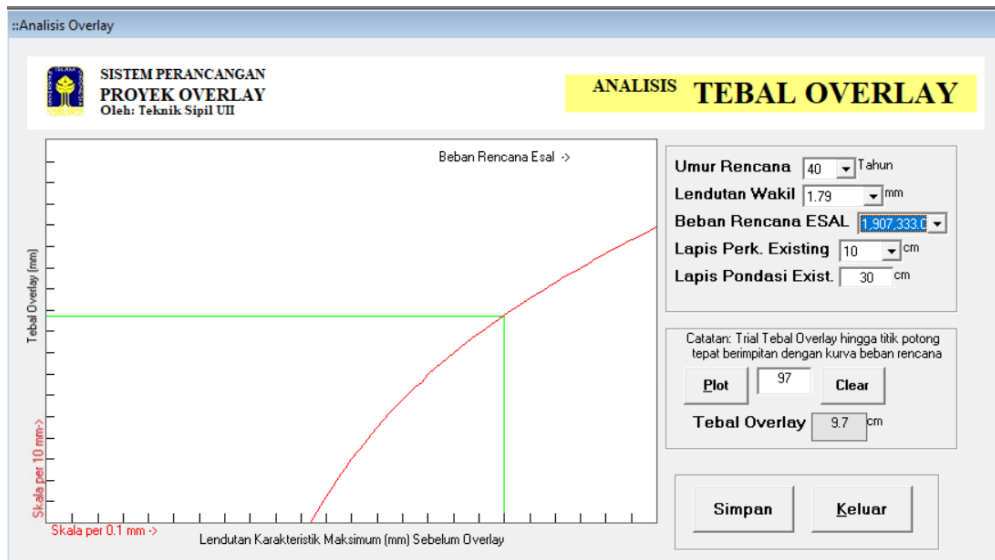 ::Analisis Overlay
SISTEM PERANCANGAN
PROYEK OVERLAY
Oleh: Teknik Sipil UII
ANALISIS TEBAL OVERLAY
Beban Rencana Esal ->
Tebal Overlay (mm)
Skala per 10 mm->
Skala per 0.1 mm ->
Lendutan Karakteristik Maksimum (mm) Sebelum Overlay
Umur Rencana 40 Tahun
Lendutan Wakil 1.79 mm
Beban Rencana ESAL 1,907,333.0
Lapis Perk. Existing 10 cm
Lapis Pondasi Exist. 30 cm
Catatan: Trial Tebal Overlay hingga titik potong
tepat berimpitan dengan kurva beban rencana
Plot 97 Clear
Tebal Overlay 9.7 cm
Simpan Keluar